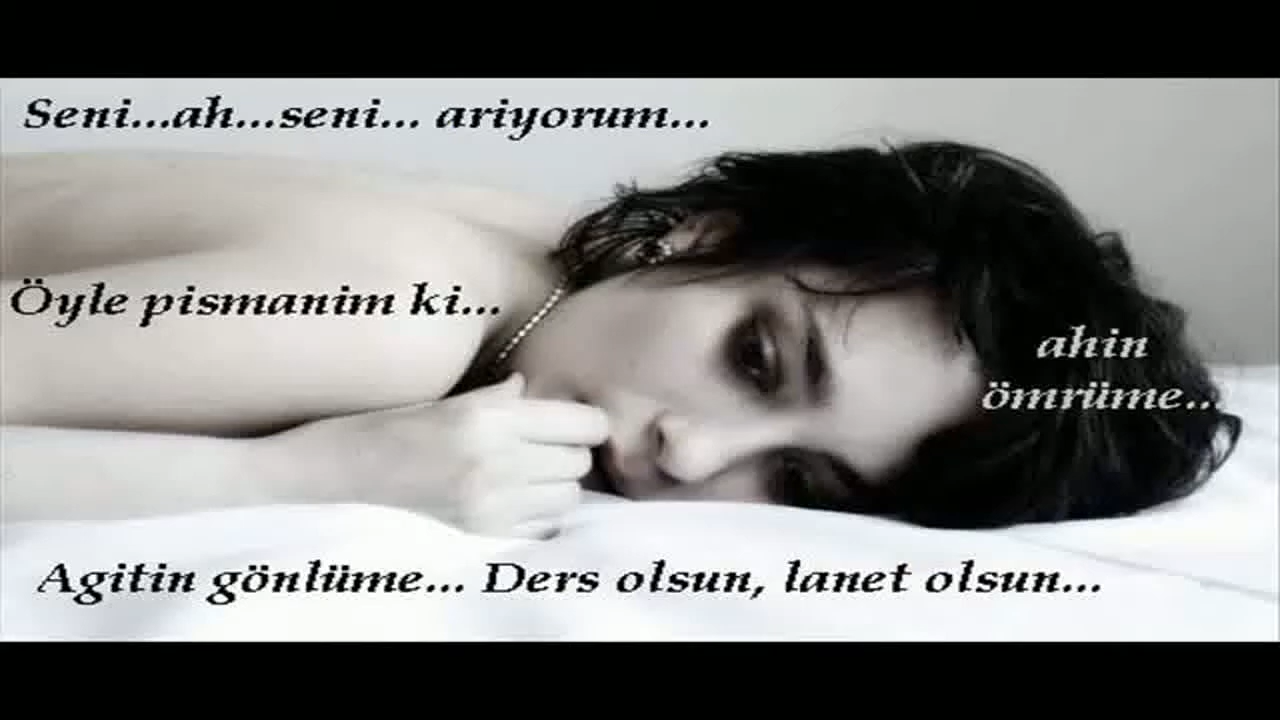 Seni...ah...seni... ariyorum...
Öyle pismanim ki...
ahin
ömrüme...
Agitin gönlüme... Ders olsun, lanet olsun...